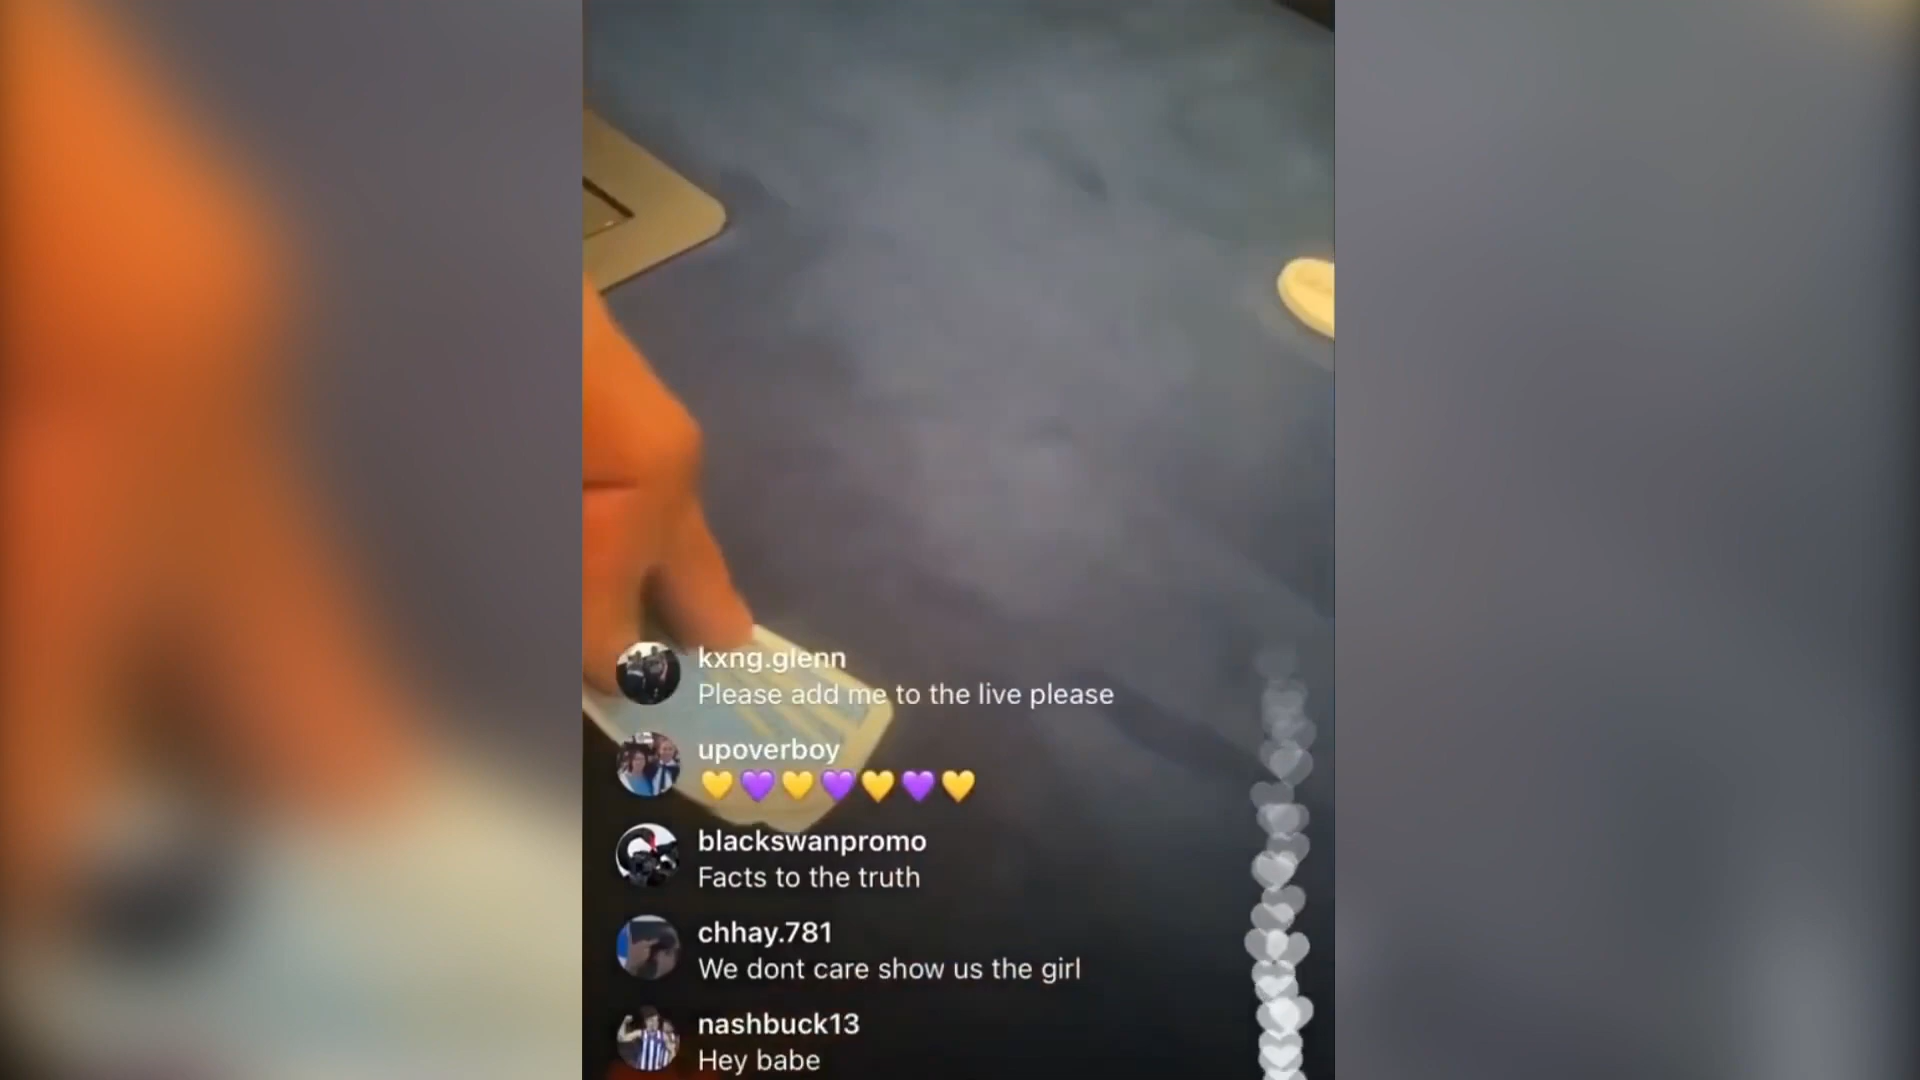 kxng.glenn
Please add me to the live please
upoverboy
💛💜💛💜💛💜💛
blackswanpromo
Facts to the truth
chhay.781
We dont care show us the girl
nashbuck13
Hey babe